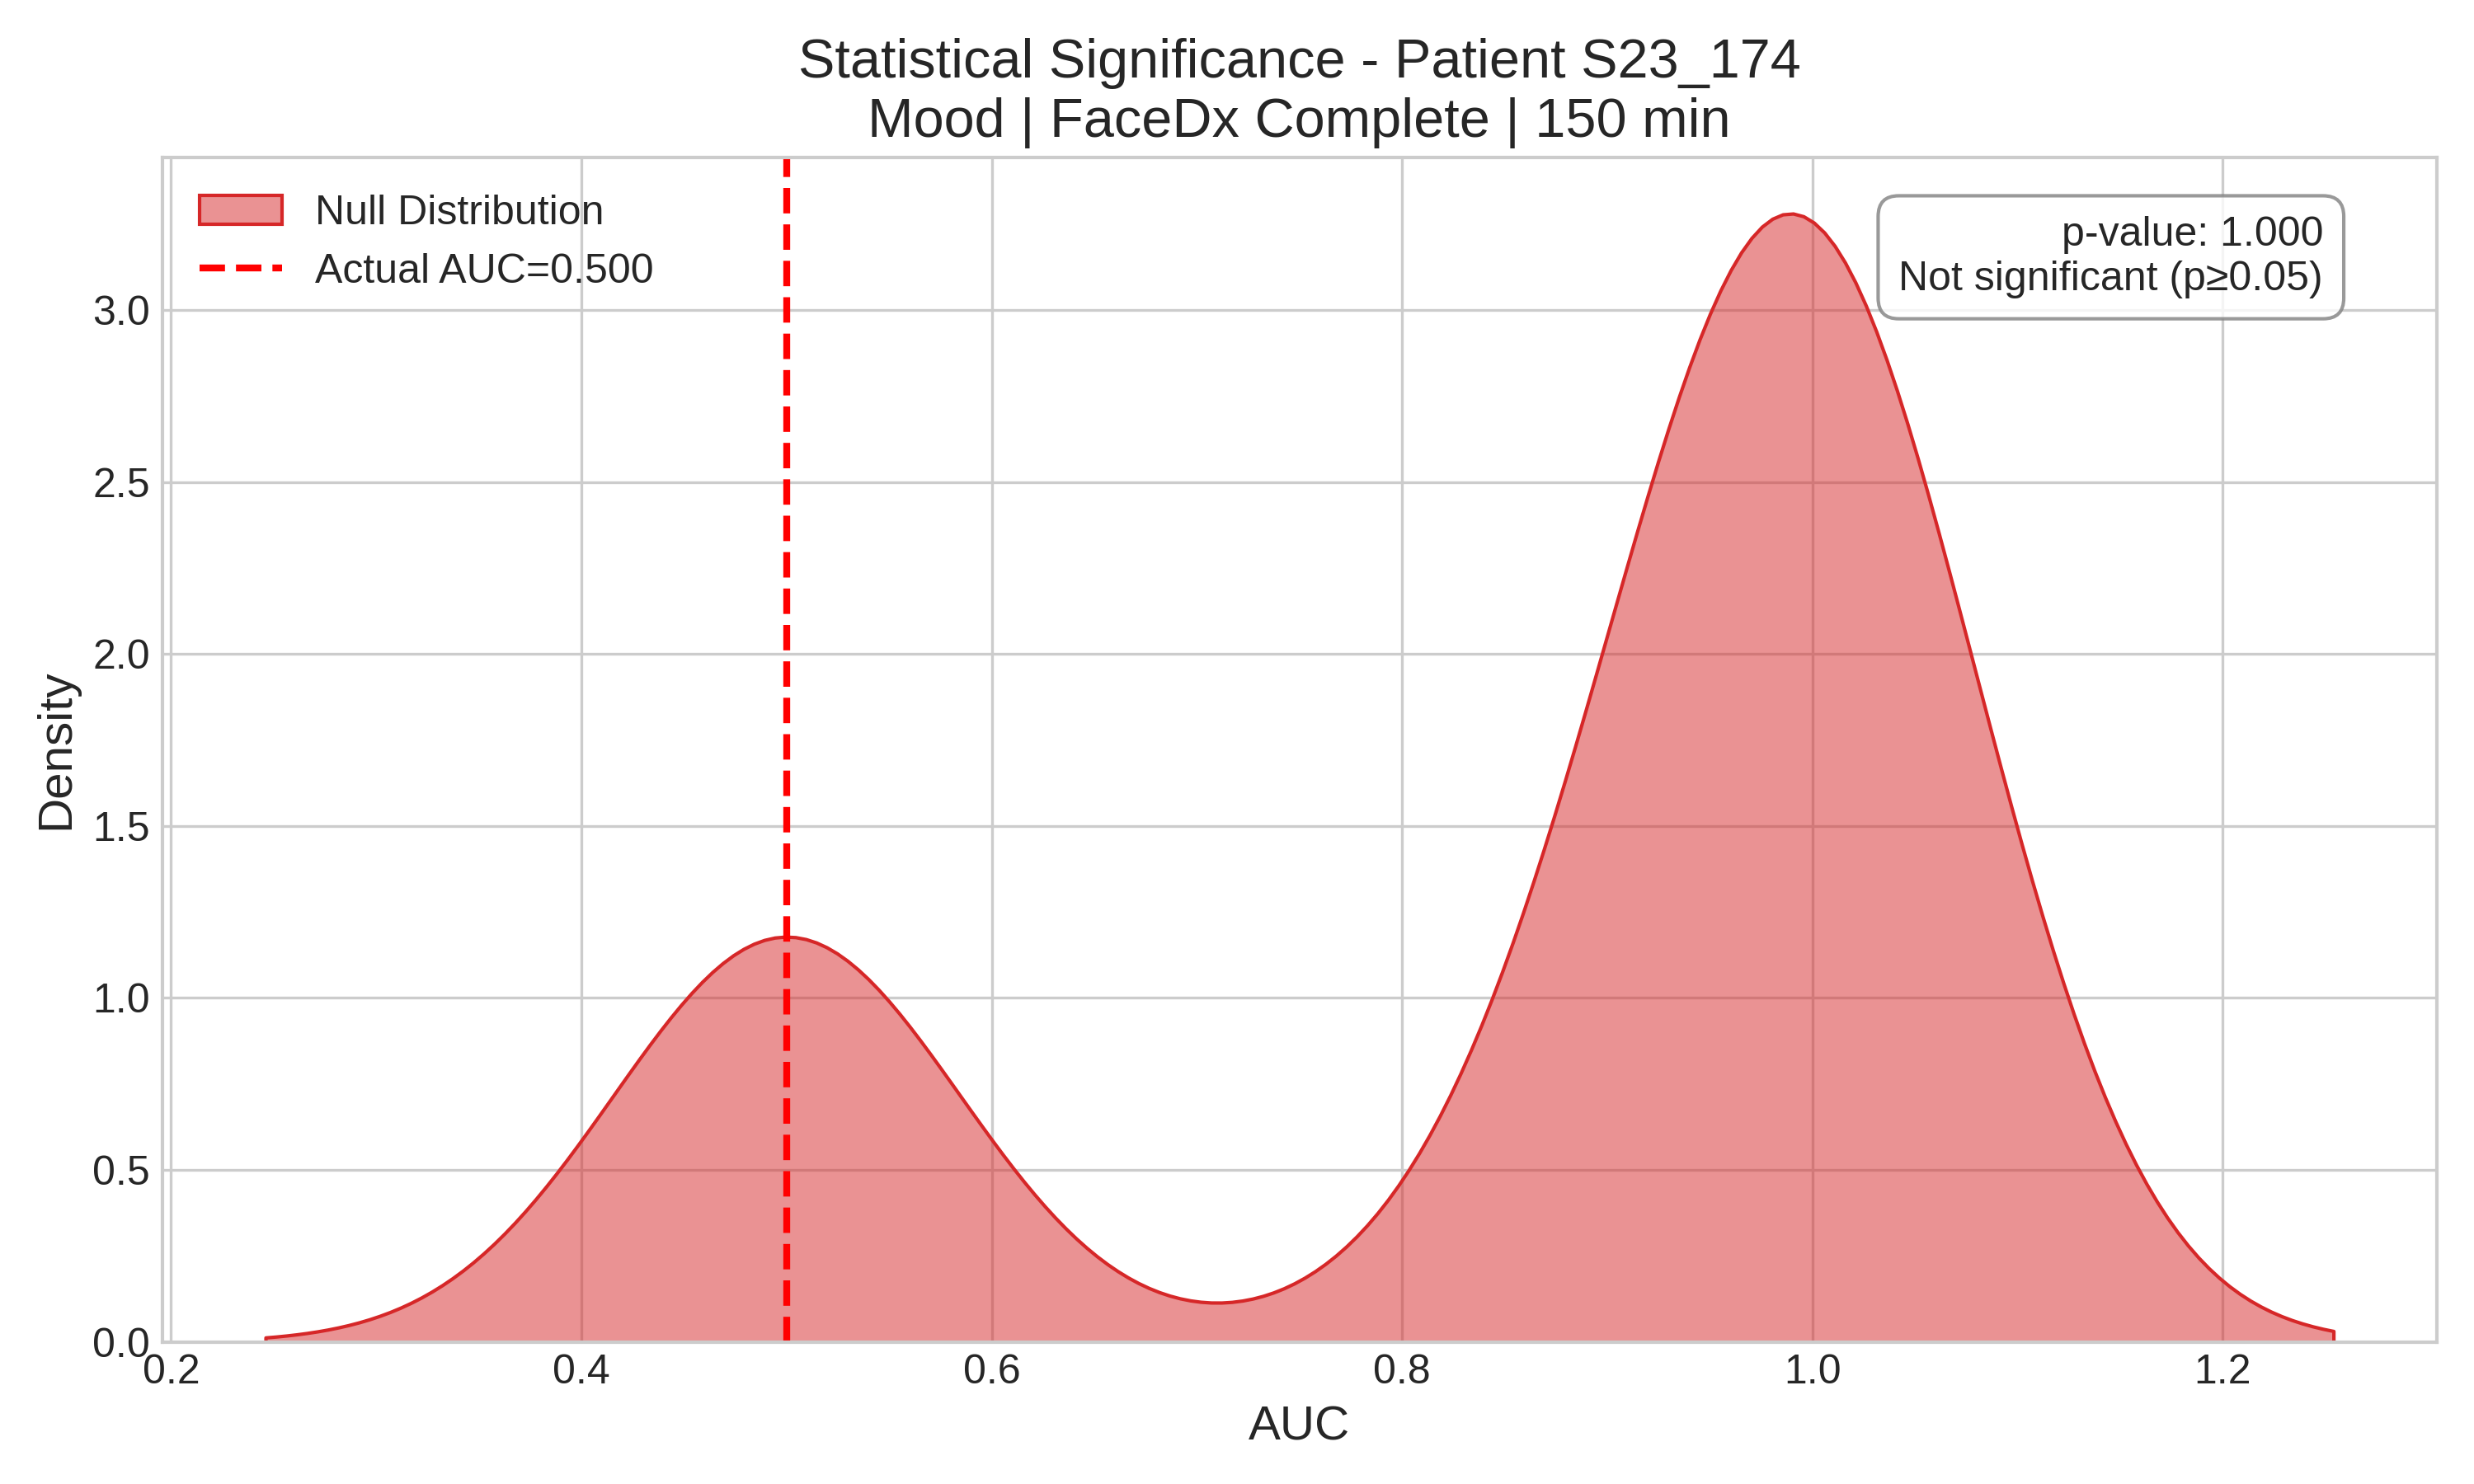 Statistical Significance - Patient S23_174
Mood | FaceDx Complete | 150 min
Null Distribution
Actual AUC=0.500
p-value: 1.000
Not significant (p≥0.05)
Density
3.0
2.5
2.0
1.5
1.0
0.5
0.0
0.2
0.4
0.6
0.8
1.0
1.2
AUC